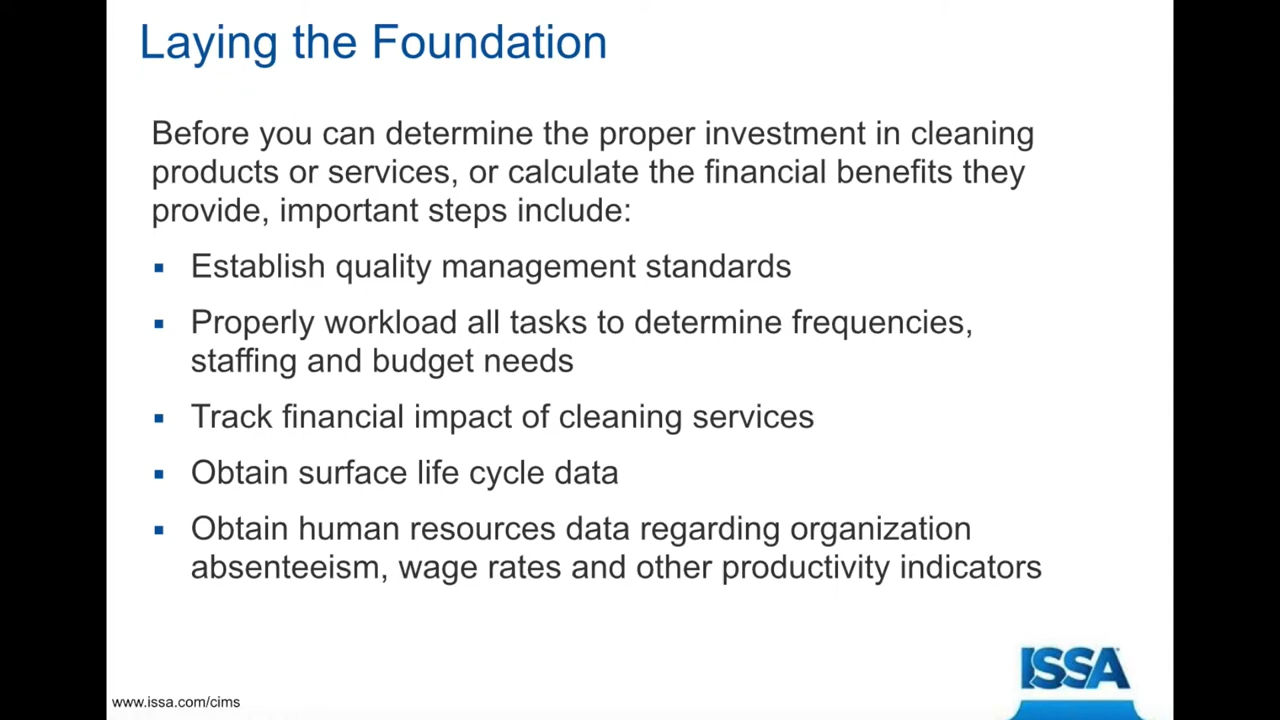 Laying the Foundation
Before you can determine the proper investment in cleaning
products or services, or calculate the financial benefits they
provide, important steps include:
▪ Establish quality management standards
▪ Properly workload all tasks to determine frequencies,
staffing and budget needs
▪ Track financial impact of cleaning services
▪ Obtain surface life cycle data
▪ Obtain human resources data regarding organization
absenteeism, wage rates and other productivity indicators
ISSA
www.issa.com/cims